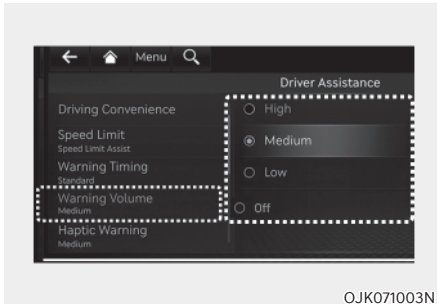 Menu
Driver Assistance
Driving Convenience
Speed Limit
Speed Limit Assist
Warning Timing
Standard
Warning Volume
Medium
Haptic Warning
Medium
High
Medium
Low
Off
OJK071003N